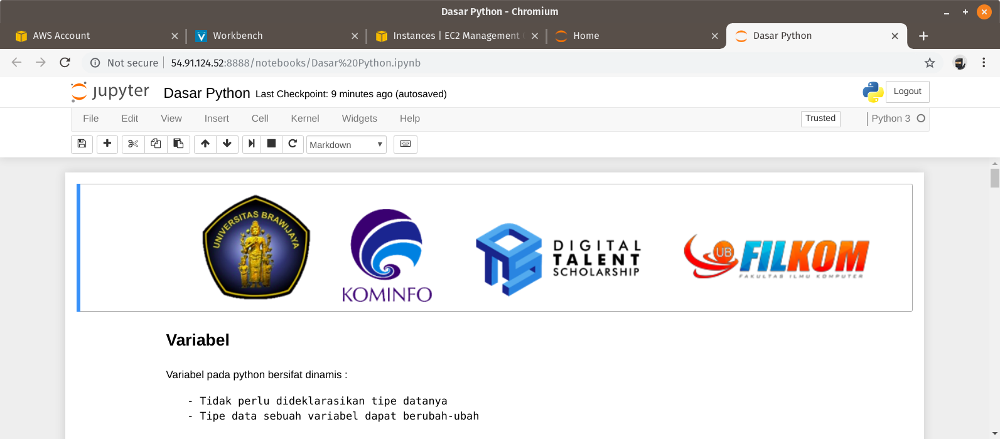 Dasar Python - Chromium
AWS Account
Workbench
Instances | EC2 Management
Home
Dasar Python
Not secure
54.91.124.52:8888/notebooks/Dasar%20Python.ipynb
jupyter
Dasar Python Last Checkpoint: 9 minutes ago (autosaved)
Logout
File Edit View Insert Cell Kernel Widgets Help
Trusted
Python 3
Markdown
UNIVERSITAS BRAWIJAYA
KOMINFO
DIGITAL
TALENT
SCHOLARSHIP
UB
FILKOM
FAKULTAS ILMU KOMPUTER
Variabel
Variabel pada python bersifat dinamis :
- Tidak perlu dideklarasikan tipe datanya
- Tipe data sebuah variabel dapat berubah-ubah